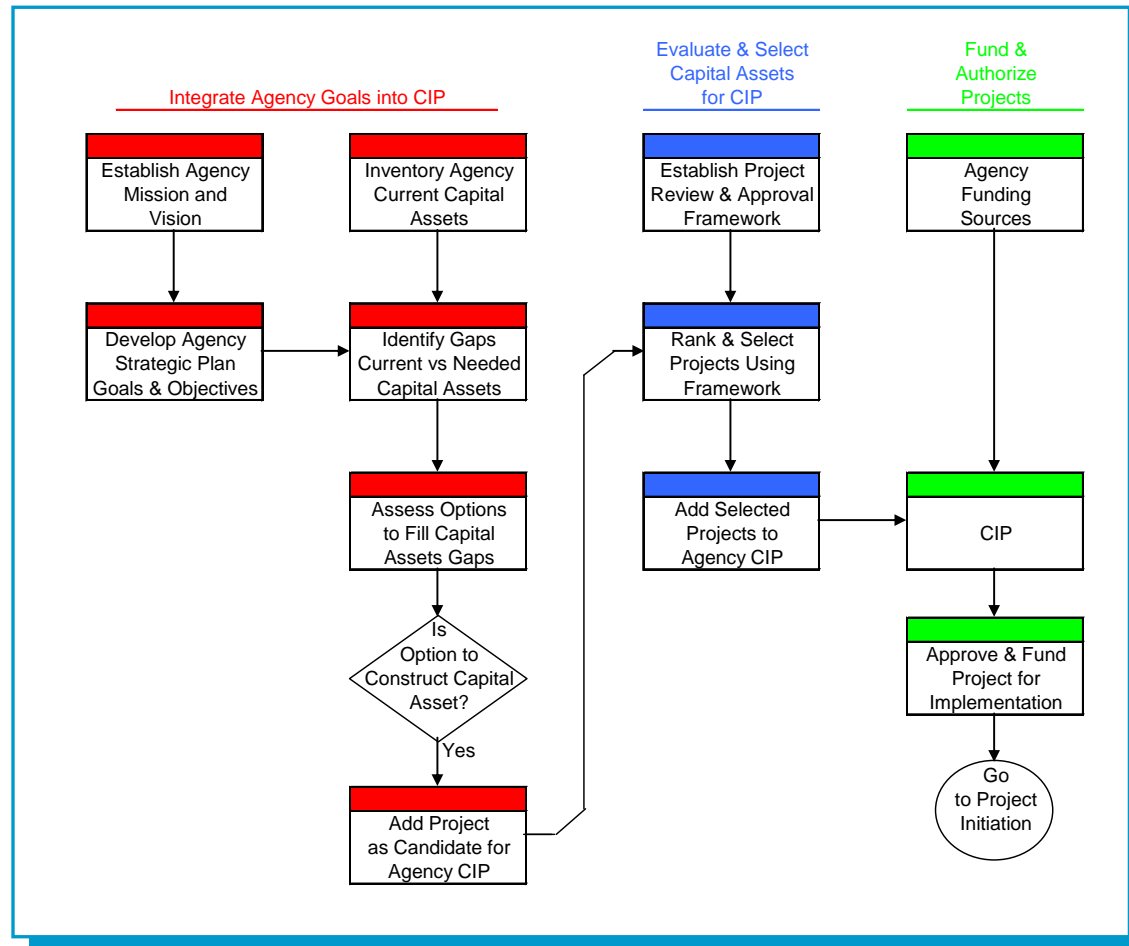 Integrate Agency Goals into CIP
Evaluate & Select
Capital Assets
for CIP
Fund &
Authorize
Projects
Establish Agency
Mission and
Vision
Inventory Agency
Current Capital
Assets
Establish Project
Review & Approval
Framework
Agency
Funding
Sources
Develop Agency
Strategic Plan
Goals & Objectives
Identify Gaps
Current vs Needed
Capital Assets
Rank & Select
Projects Using
Framework
Assess Options
to Fill Capital
Assets Gaps
Add Selected
Projects to
Agency CIP
CIP
Is
Option to
Construct Capital
Asset?
Yes
Approve & Fund
Project for
Implementation
Add Project
as Candidate for
Agency CIP
Go
to Project
Initiation